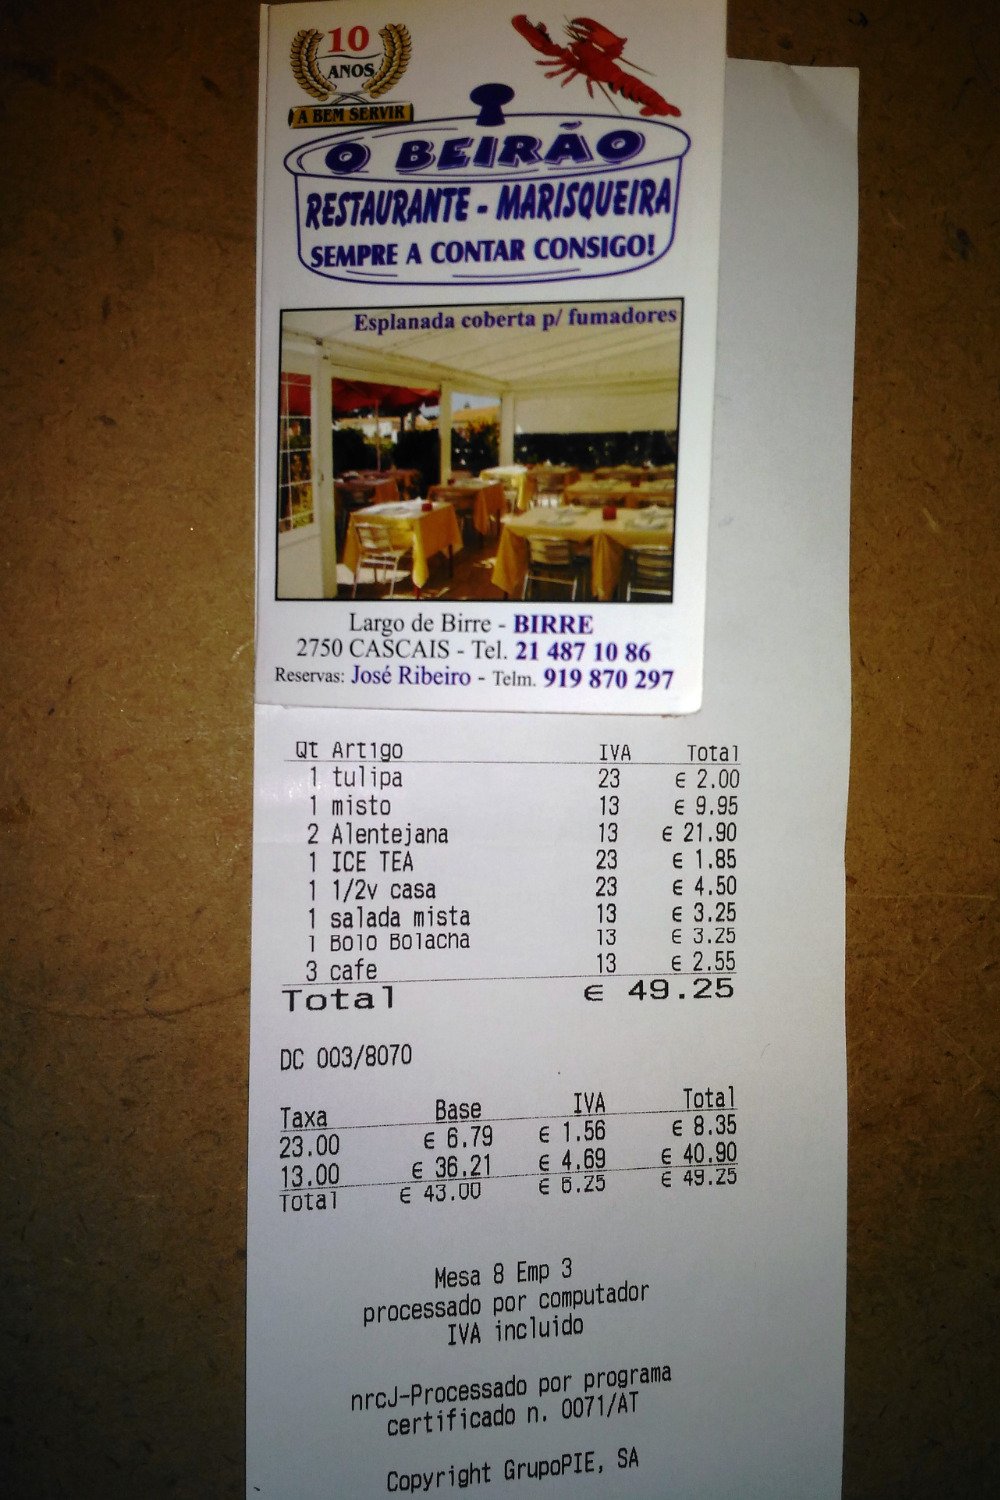 10
ANOS
A BEM SERVIR
O BEIRÃO
RESTAURANTE - MARISQUEIRA
SEMPRE A CONTAR CONSIGO!
Esplanada coberta p/ fumadores
Largo de Birre - BIRRE
2750 CASCAIS - Tel. 21 487 10 86
Reservas: José Ribeiro - Telm. 919 870 297
Qt Artigo IVA Total
1 tulipa 23 € 2.00
1 misto 13 € 9.95
2 Alentejana 13 € 21.90
1 ICE TEA 23 € 1.85
1 1/2v casa 23 € 4.50
1 salada mista 13 € 3.25
1 Bolo Bolacha 13 € 3.25
3 cafe 13 € 2.55
Total € 49.25
DC 003/8070
Taxa Base IVA Total
23.00 € 6.79 € 1.56 € 8.35
13.00 € 36.21 € 4.69 € 40.90
Total € 43.00 € 6.25 € 49.25
Mesa 8 Emp 3
processado por computador
IVA incluido
nrcJ-Processado por programa
certificado n. 0071/AT
Copyright GrupoPIE, SA